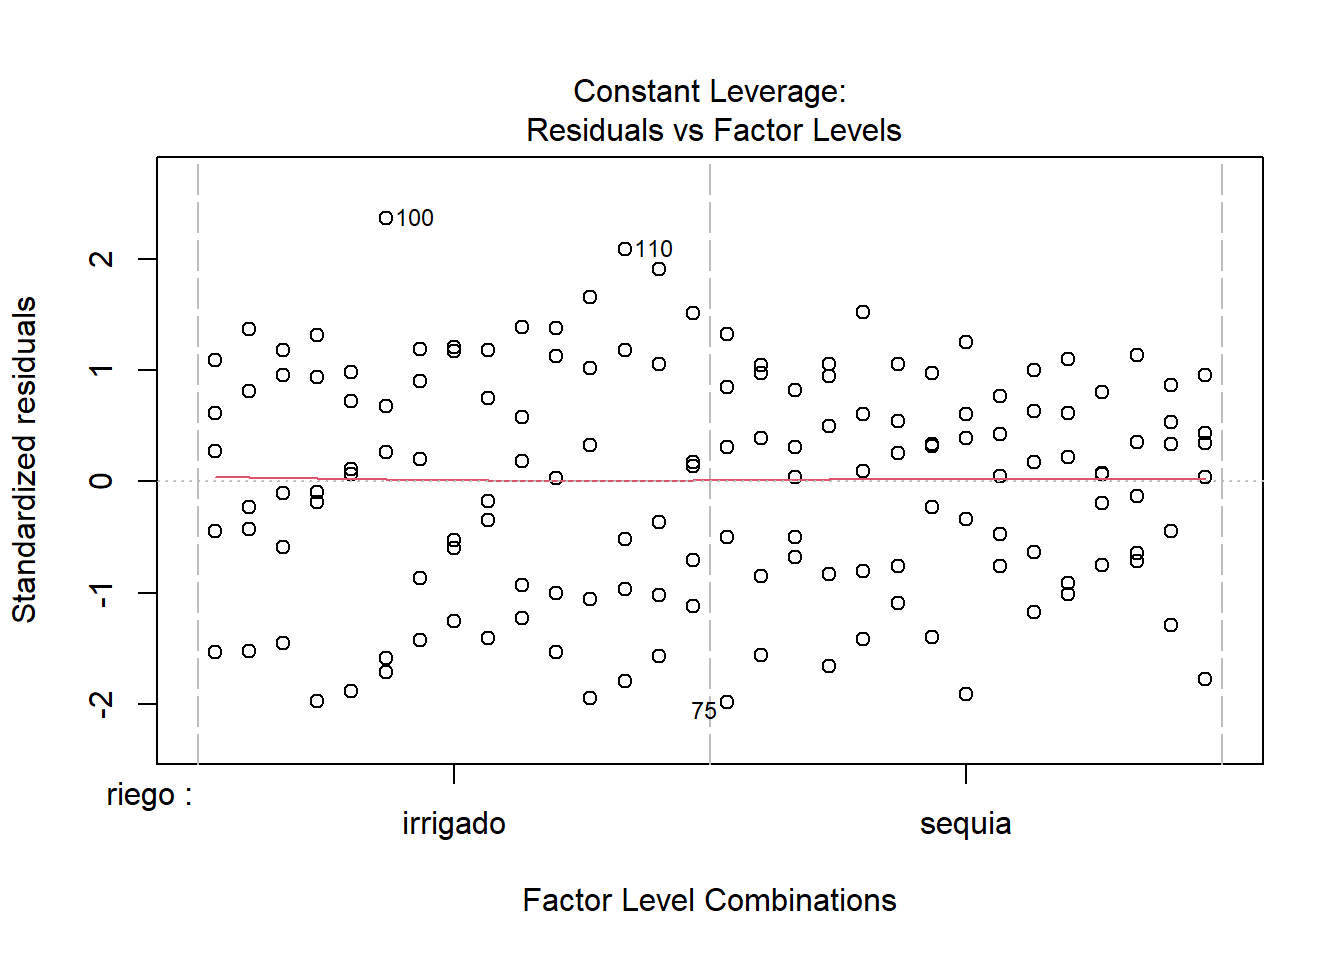 Constant Leverage:
Residuals vs Factor Levels
Standardized residuals
2
1
0
-1
-2
100
110
75
riego :
irrigado
sequia
Factor Level Combinations